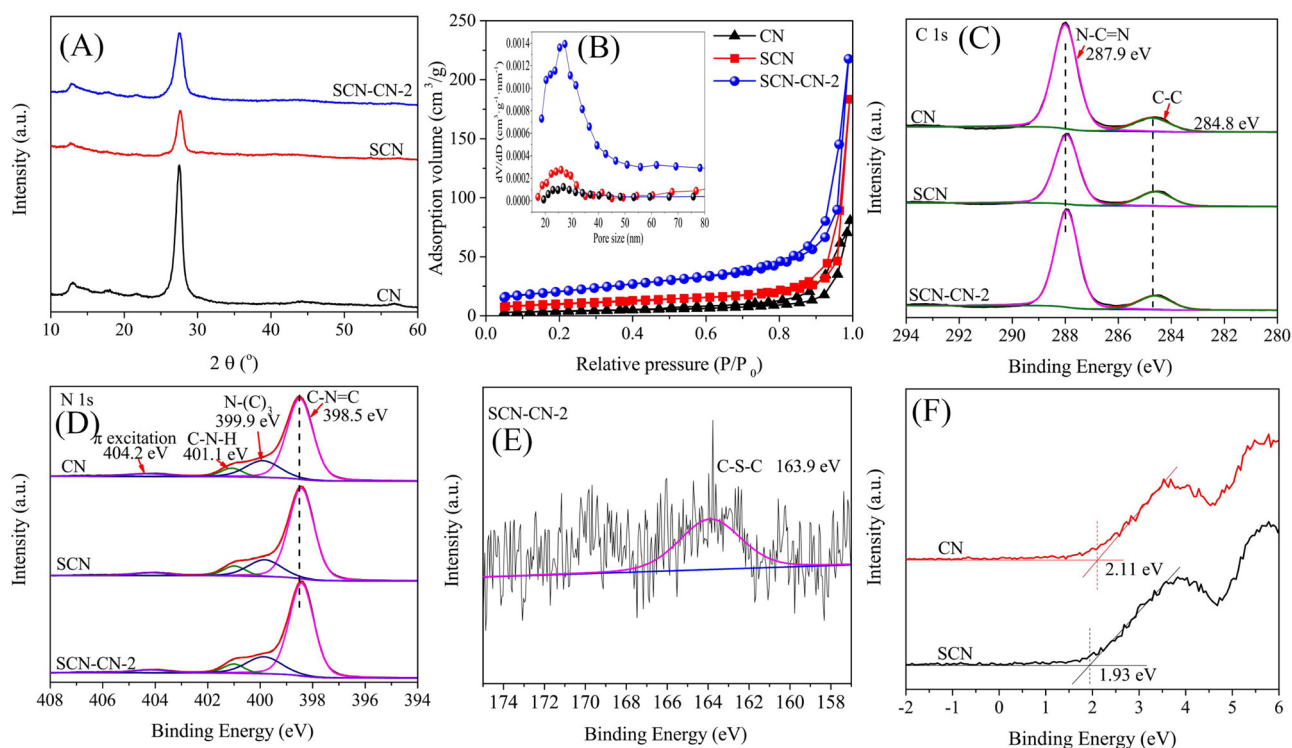 (A)
SCN-CN-2
SCN
CN
Intensity (a.u.)
10 20 30 40 50 60
2 θ (°)
(B)
CN
SCN
SCN-CN-2
Adsorption volume (cm³/g)
250
200
150
100
50
0
0.0 0.2 0.4 0.6 0.8 1.0
Relative pressure (P/P₀)
dV/dD (cm³·g⁻¹·nm⁻¹)
0.0014
0.0012
0.0010
0.0008
0.0006
0.0004
0.0002
0.0000
20 30 40 50 60 70 80
Pore size (nm)
C 1s
(C)
N-C=N
287.9 eV
C-C
284.8 eV
CN
SCN
SCN-CN-2
Intensity (a.u.)
294 292 290 288 286 284 282 280
Binding Energy (eV)
N 1s
(D)
N-(C)₃
399.9 eV
C-N=C
398.5 eV
π excitation
404.2 eV
C-N-H
401.1 eV
CN
SCN
SCN-CN-2
Intensity (a.u.)
408 406 404 402 400 398 396 394
Binding Energy (eV)
SCN-CN-2
(E)
C-S-C 163.9 eV
Intensity (a.u.)
174 172 170 168 166 164 162 160 158
Binding Energy (eV)
(F)
CN
2.11 eV
SCN
1.93 eV
Intensity (a.u.)
-2 -1 0 1 2 3 4 5 6
Binding Energy (eV)